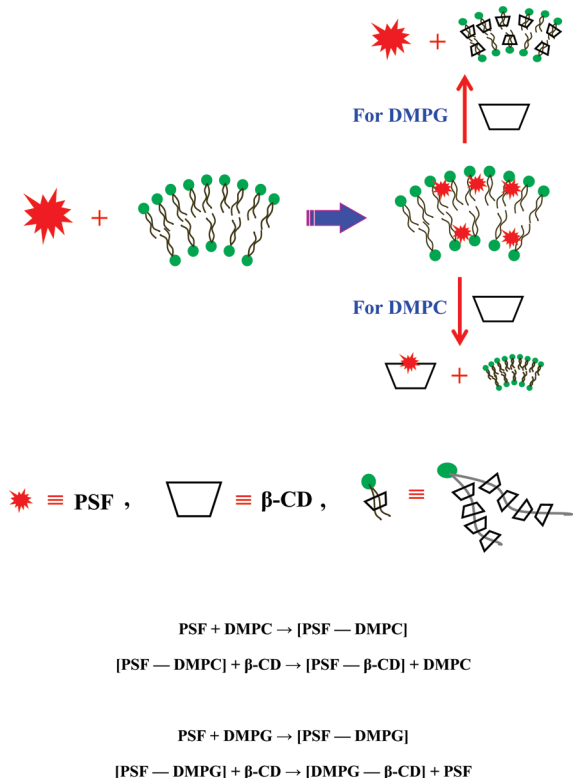 +
For DMPG
+
For DMPC
+
≡ PSF , ≡ β-CD , ≡
PSF + DMPC → [PSF — DMPC]
[PSF — DMPC] + β-CD → [PSF — β-CD] + DMPC
PSF + DMPG → [PSF — DMPG]
[PSF — DMPG] + β-CD → [DMPG — β-CD] + PSF